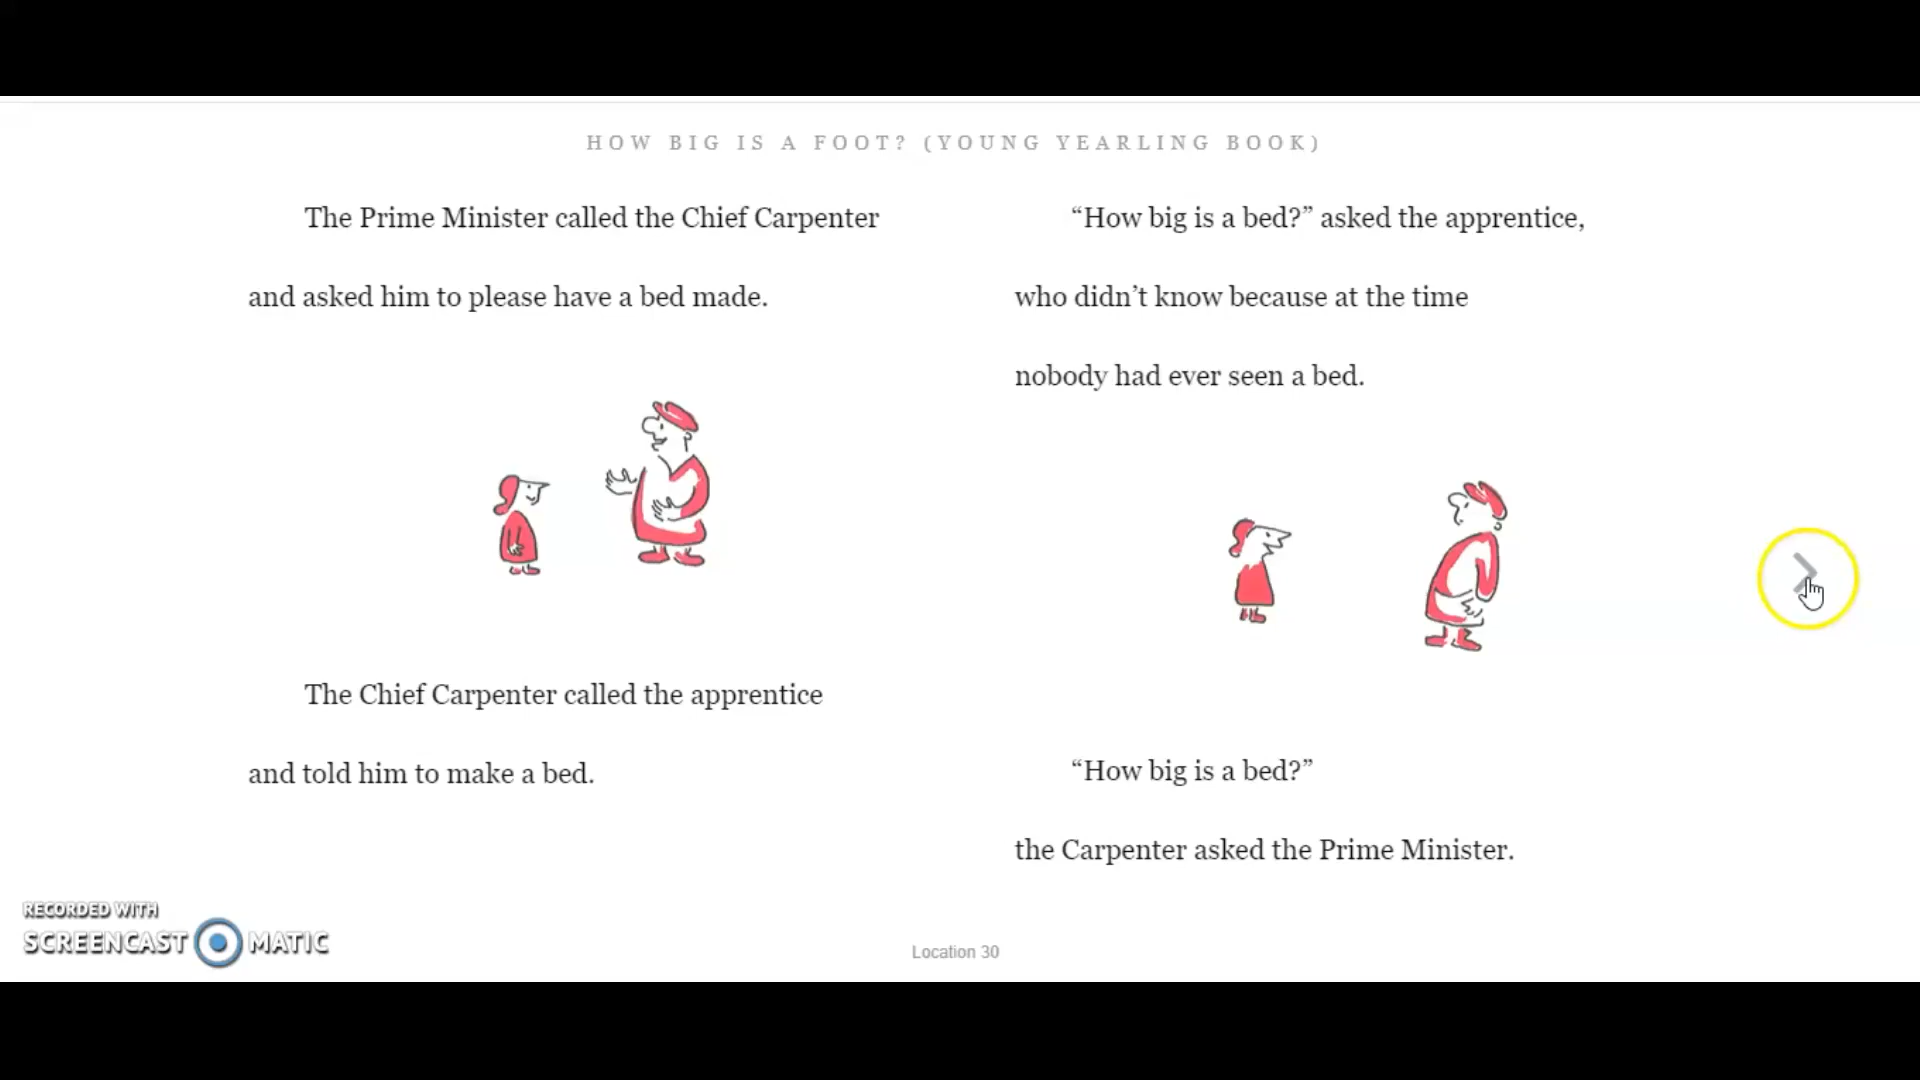 HOW BIG IS A FOOT? (YOUNG YEARLING BOOK)
The Prime Minister called the Chief Carpenter
and asked him to please have a bed made.
The Chief Carpenter called the apprentice
and told him to make a bed.
“How big is a bed?” asked the apprentice,
who didn’t know because at the time
nobody had ever seen a bed.
“How big is a bed?”
the Carpenter asked the Prime Minister.
RECORDED WITH
SCREENCAST MATIC
Location 30